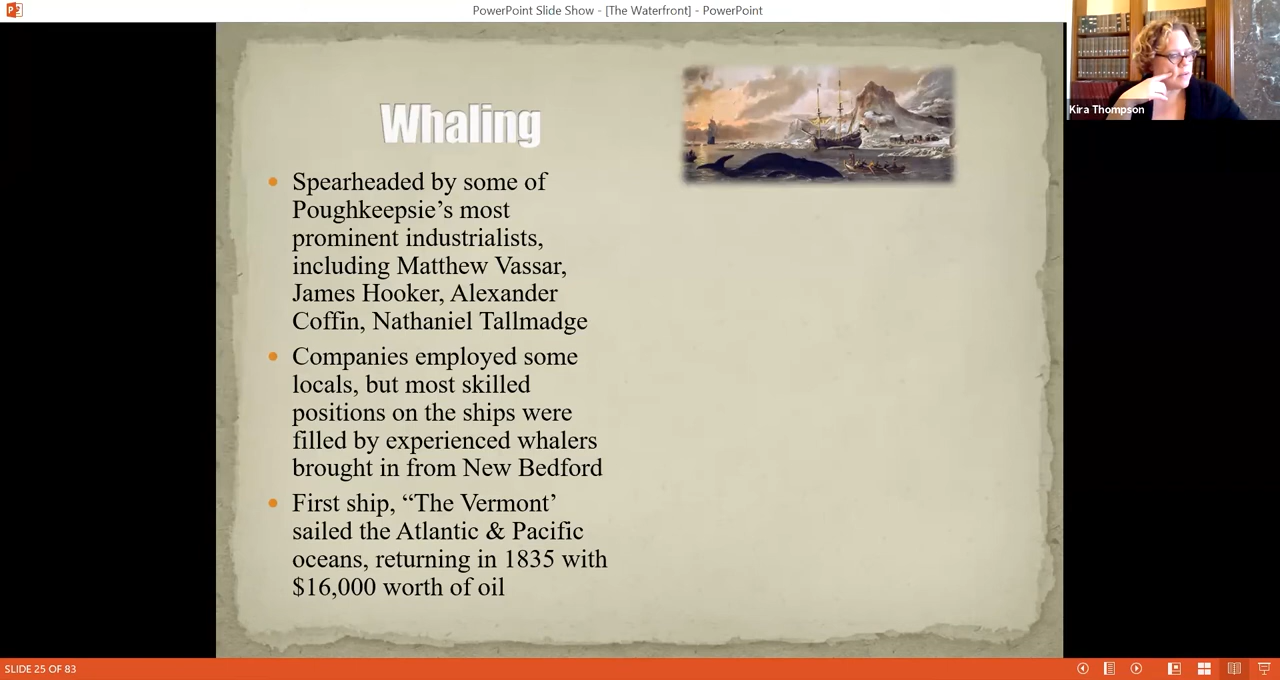 PowerPoint Slide Show - [The Waterfront] - PowerPoint
Kira Thompson
Whaling
Spearheaded by some of
Poughkeepsie’s most
prominent industrialists,
including Matthew Vassar,
James Hooker, Alexander
Coffin, Nathaniel Tallmadge
Companies employed some
locals, but most skilled
positions on the ships were
filled by experienced whalers
brought in from New Bedford
First ship, “The Vermont’
sailed the Atlantic & Pacific
oceans, returning in 1835 with
$16,000 worth of oil
SLIDE 25 OF 83